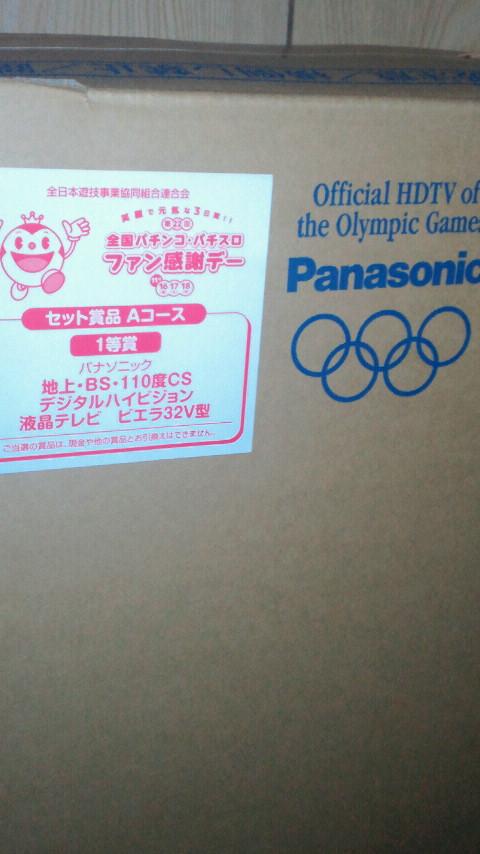 全日本遊技事業協同組合連合会
笑顔で元気な3日間!!
第22回
全国パチンコ・パチスロ
ファン感謝デー
11月 16 17 18
セット賞品 Aコース
1等賞
パナソニック
地上・BS・110度CS
デジタルハイビジョン
液晶テレビ ビエラ32V型
ご当選の賞品は、現金や他の賞品とお引換えはできません。
Official HDTV of
the Olympic Games
Panasonic